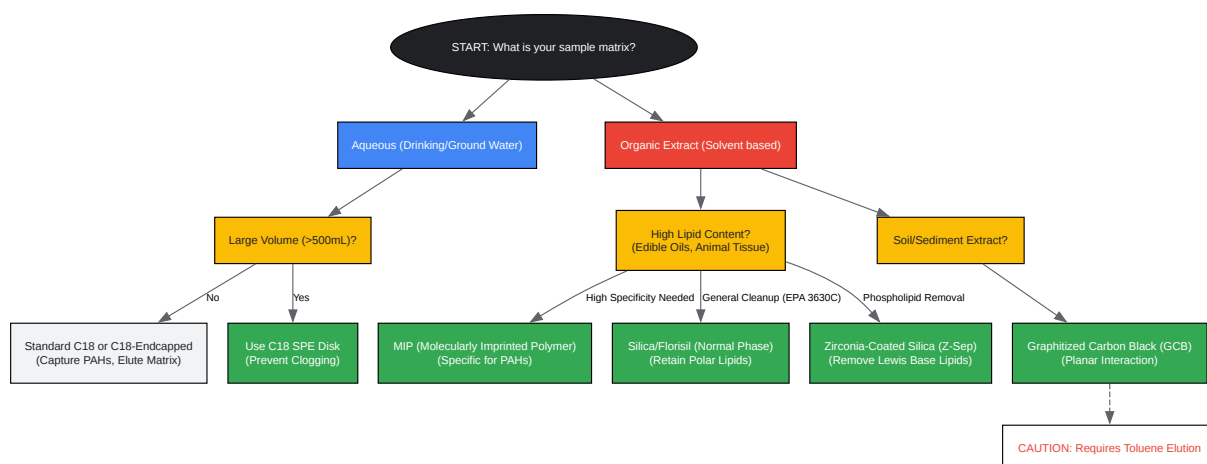 START: What is your sample matrix?
Aqueous (Drinking/Ground Water)
Organic Extract (Solvent based)
Large Volume (>500mL)?
High Lipid Content?
(Edible Oils, Animal Tissue)
Soil/Sediment Extract?
No
Yes
High Specificity Needed
General Cleanup (EPA 3630C)
Phospholipid Removal
Standard C18 or C18-Endcapped
(Capture PAHs, Elute Matrix)
Use C18 SPE Disk
(Prevent Clogging)
MIP (Molecularly Imprinted Polymer)
(Specific for PAHs)
Silica/Florisil (Normal Phase)
(Retain Polar Lipids)
Zirconia-Coated Silica (Z-Sep)
(Remove Lewis Base Lipids)
Graphitized Carbon Black (GCB)
(Planar Interaction)
CAUTION: Requires Toluene Elution